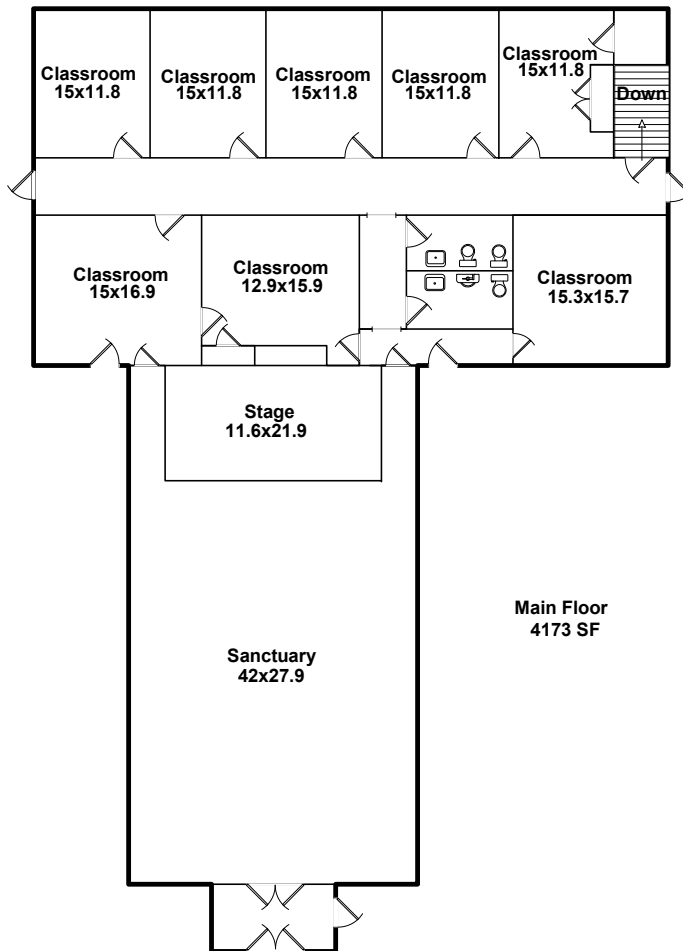 Classroom
15x11.8
Classroom
15x11.8
Classroom
15x11.8
Classroom
15x11.8
Classroom
15x11.8
Down
Classroom
15x16.9
Classroom
12.9x15.9
Classroom
15.3x15.7
Stage
11.6x21.9
Main Floor
4173 SF
Sanctuary
42x27.9